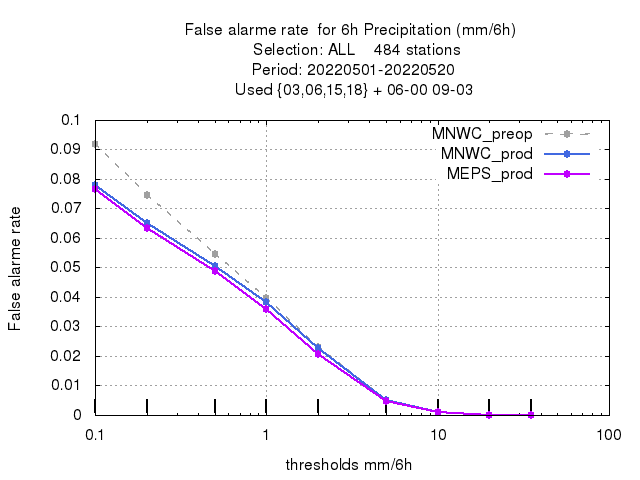 False alarme rate  for 6h Precipitation (mm/6h)
Selection: ALL    484 stations
Period: 20220501-20220520
Used {03,06,15,18} + 06-00 09-03
MNWC_preop
MNWC_prod
MEPS_prod
False alarme rate
0.1
0.09
0.08
0.07
0.06
0.05
0.04
0.03
0.02
0.01
0
0.1 1 10 100
thresholds mm/6h